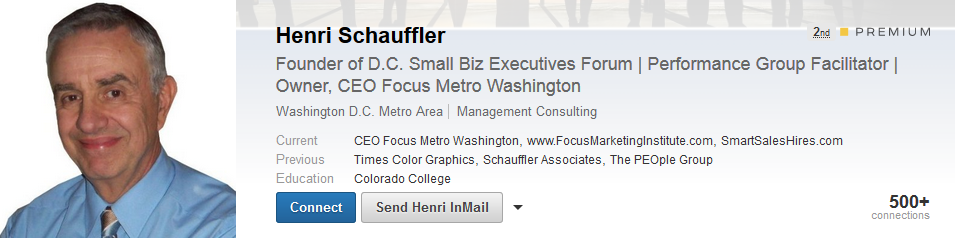 Henri Schauffler
2nd PREMIUM
Founder of D.C. Small Biz Executives Forum | Performance Group Facilitator |
Owner, CEO Focus Metro Washington
Washington D.C. Metro Area | Management Consulting
Current CEO Focus Metro Washington, www.FocusMarketingInstitute.com, SmartSalesHires.com
Previous Times Color Graphics, Schauffler Associates, The PEOple Group
Education Colorado College
Connect Send Henri InMail
500+
connections